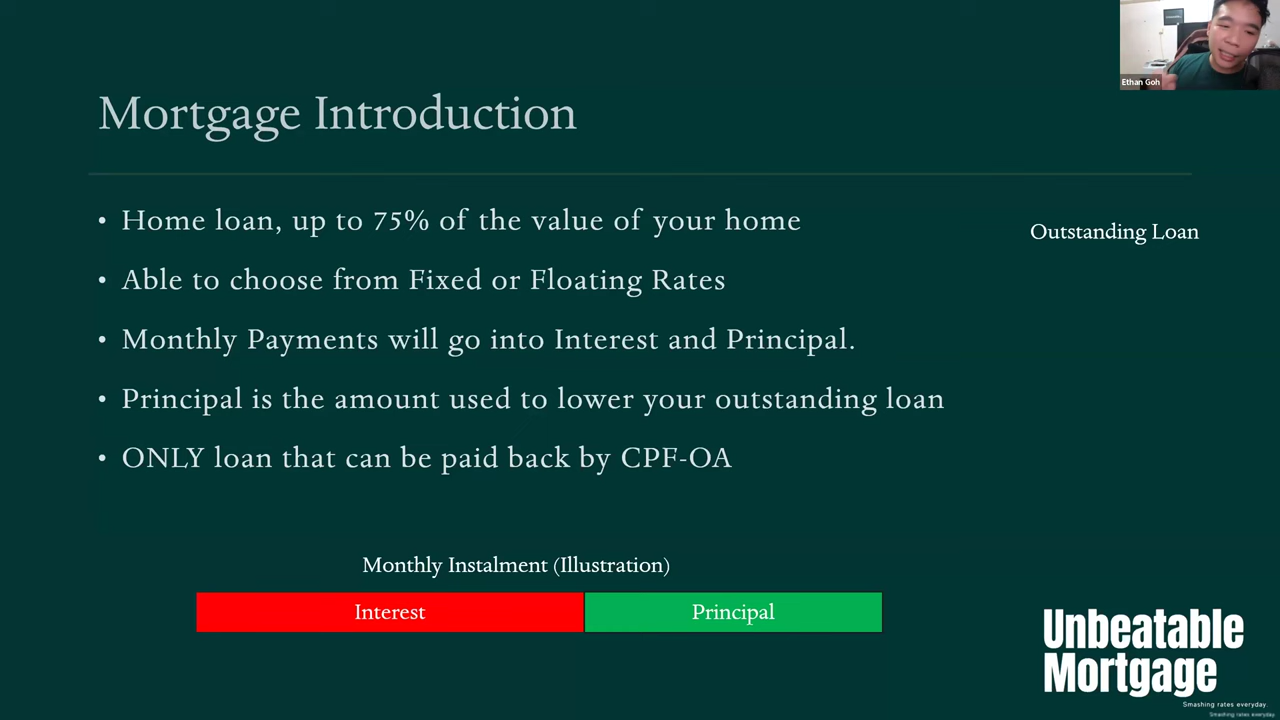 Ethan Goh
Mortgage Introduction
• Home loan, up to 75% of the value of your home
Outstanding Loan
• Able to choose from Fixed or Floating Rates
• Monthly Payments will go into Interest and Principal.
• Principal is the amount used to lower your outstanding loan
• ONLY loan that can be paid back by CPF-OA
Monthly Instalment (Illustration)
Interest
Principal
Unbeatable
Mortgage
Smashing rates everyday.
Smashing rates everyday.